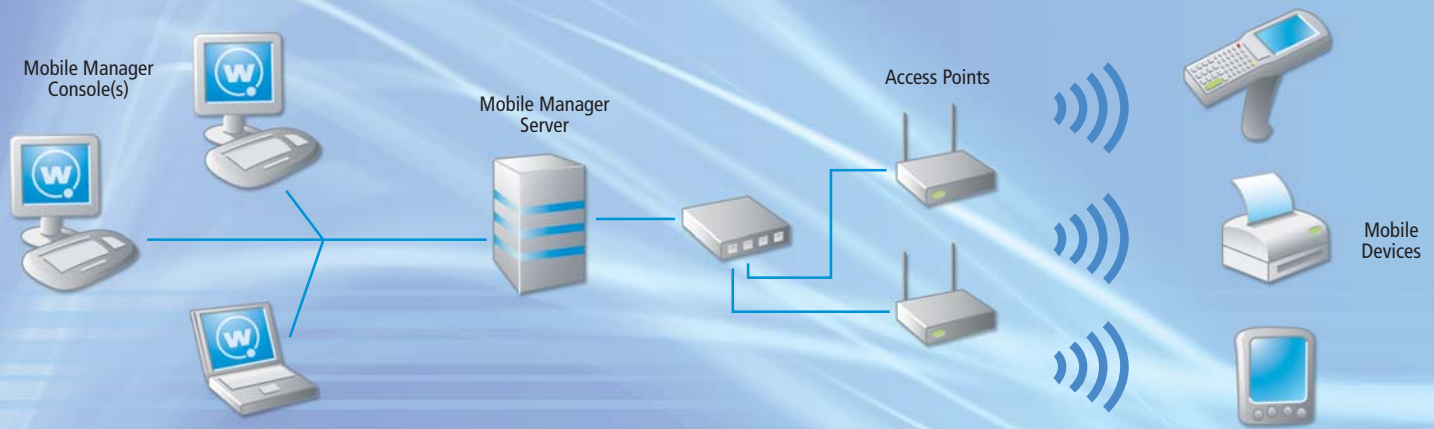 Mobile Manager
Console(s)
W
W
W
Mobile Manager
Server
Access Points
Mobile
Devices